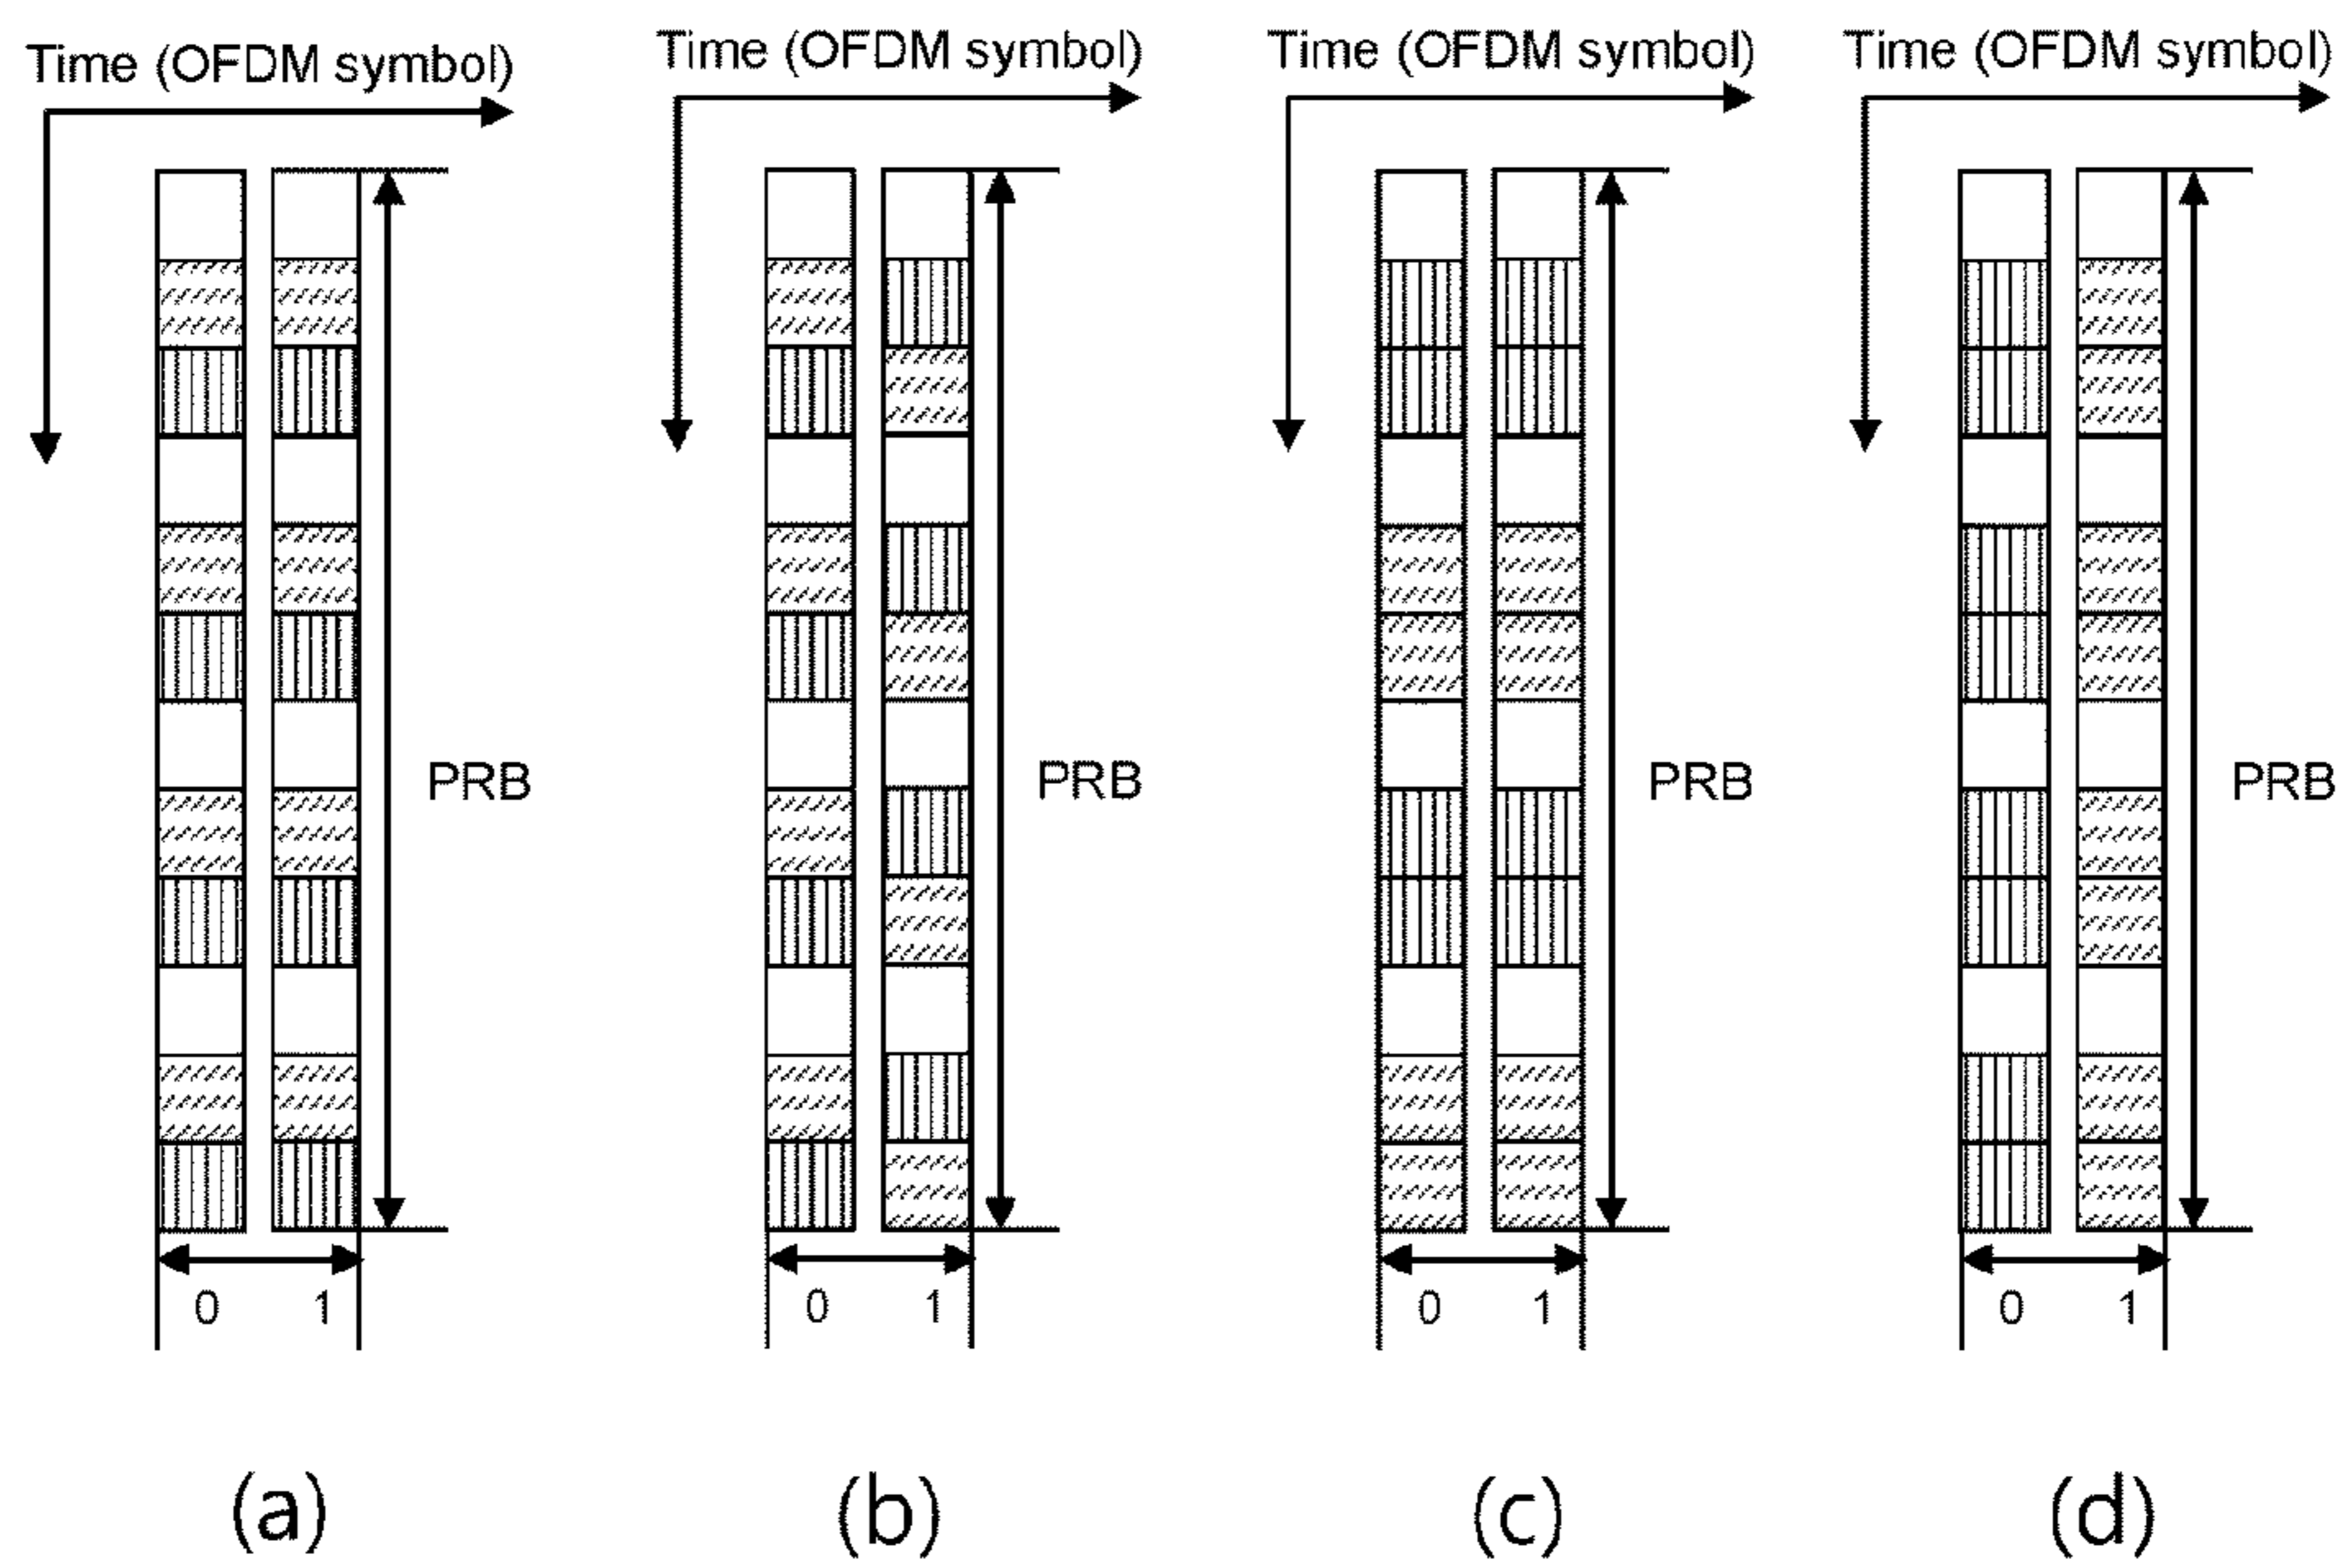 Time (OFDM symbol)
Time (OFDM symbol)
Time (OFDM symbol)
Time (OFDM symbol)
PRB
PRB
PRB
PRB
0 1
0 1
0 1
0 1
(a)
(b)
(c)
(d)